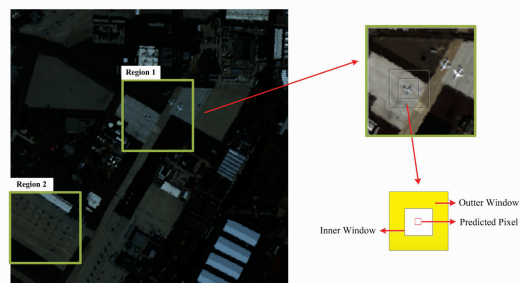 Region 1
Region 2
Outter Window
Predicted Pixel
Inner Window